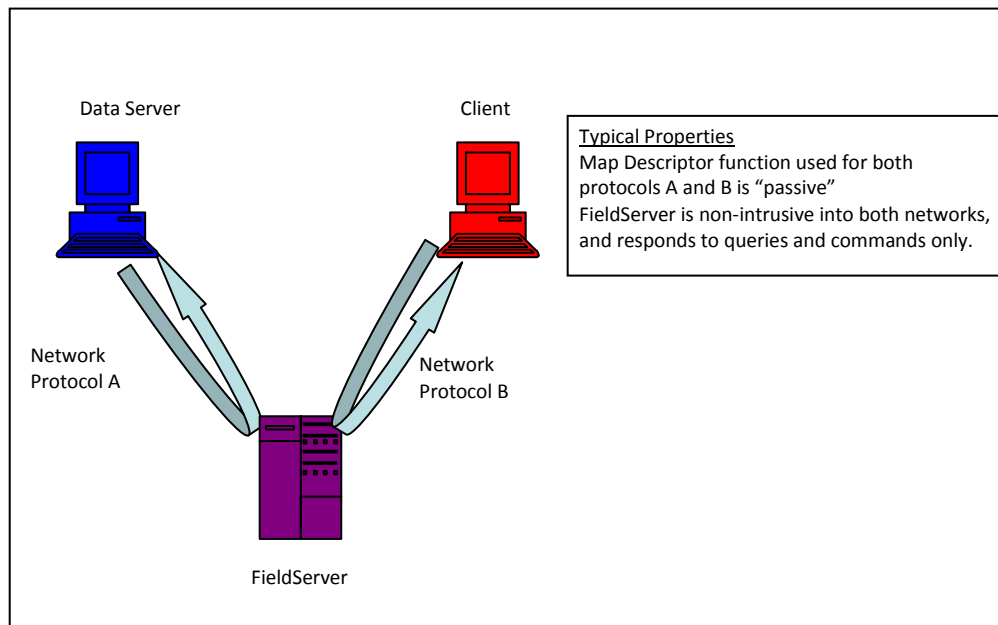 Data Server
Client
Typical Properties
Map Descriptor function used for both
protocols A and B is “passive”
FieldServer is non-intrusive into both networks,
and responds to queries and commands only.
Network
Protocol A
Network
Protocol B
FieldServer